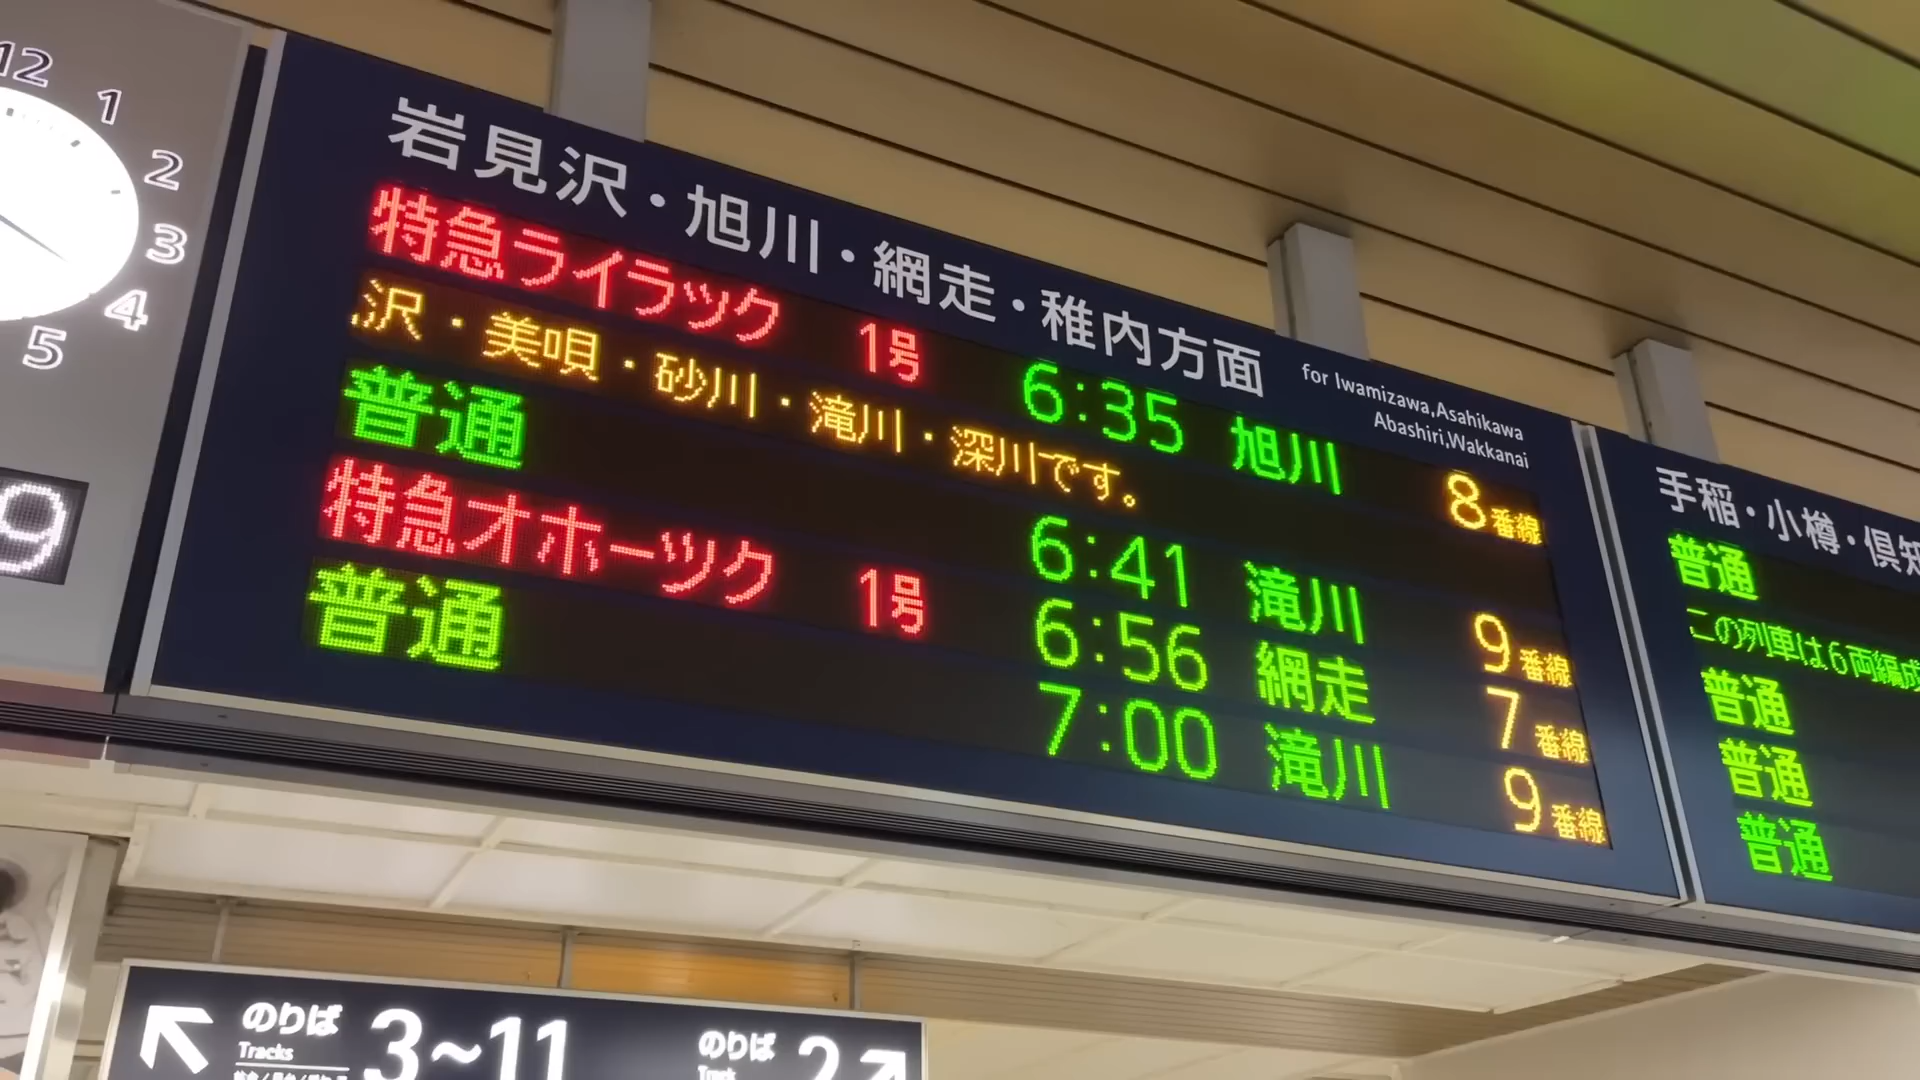 12
1
2
3
4
5
9
岩見沢・旭川・網走・稚内方面
for Iwamizawa,Asahikawa
Abashiri,Wakkanai
特急ライラック 1号 6:35 旭川 8番線
沢・美唄・砂川・滝川・深川です。
普通 6:41 滝川 9番線
特急オホーツク 1号 6:56 網走 7番線
普通 7:00 滝川 9番線
手稲・小樽・倶知
普通
この列車は6両編成
普通
普通
普通
のりば
Tracks
3~11
のりば
2